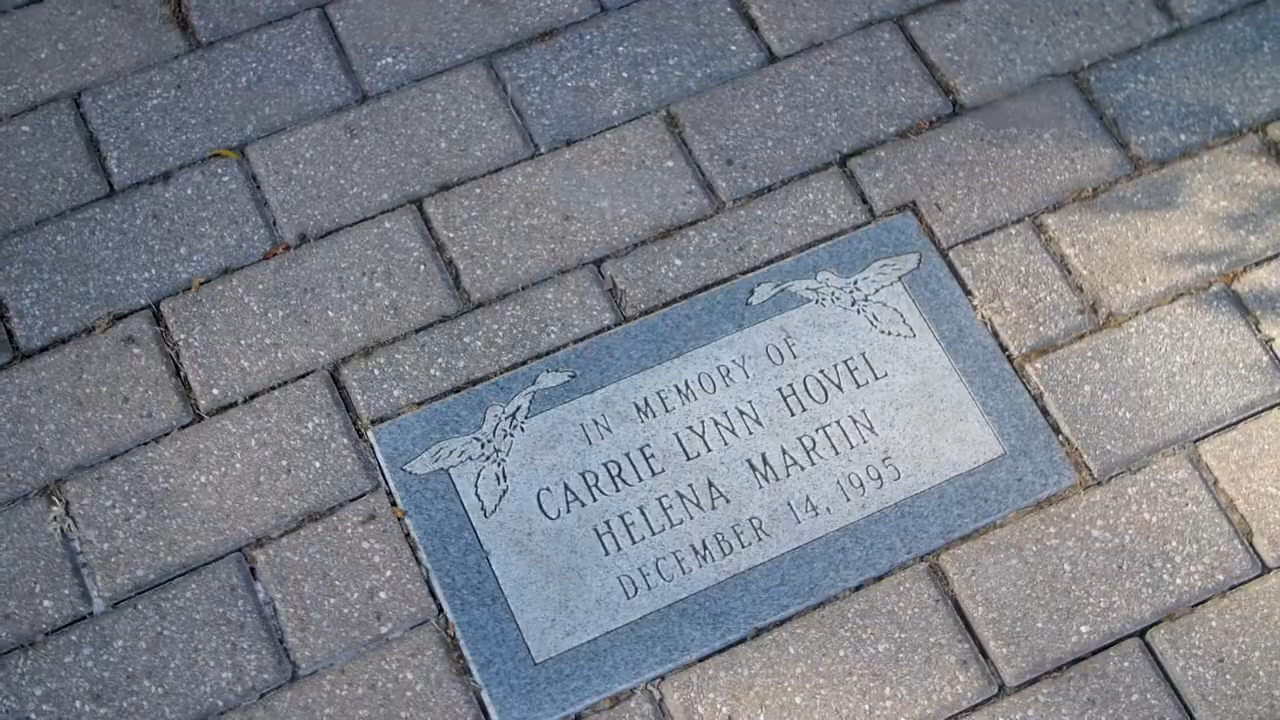 IN MEMORY OF
CARRIE LYNN HOVEL
HELENA MARTIN
DECEMBER 14, 1995